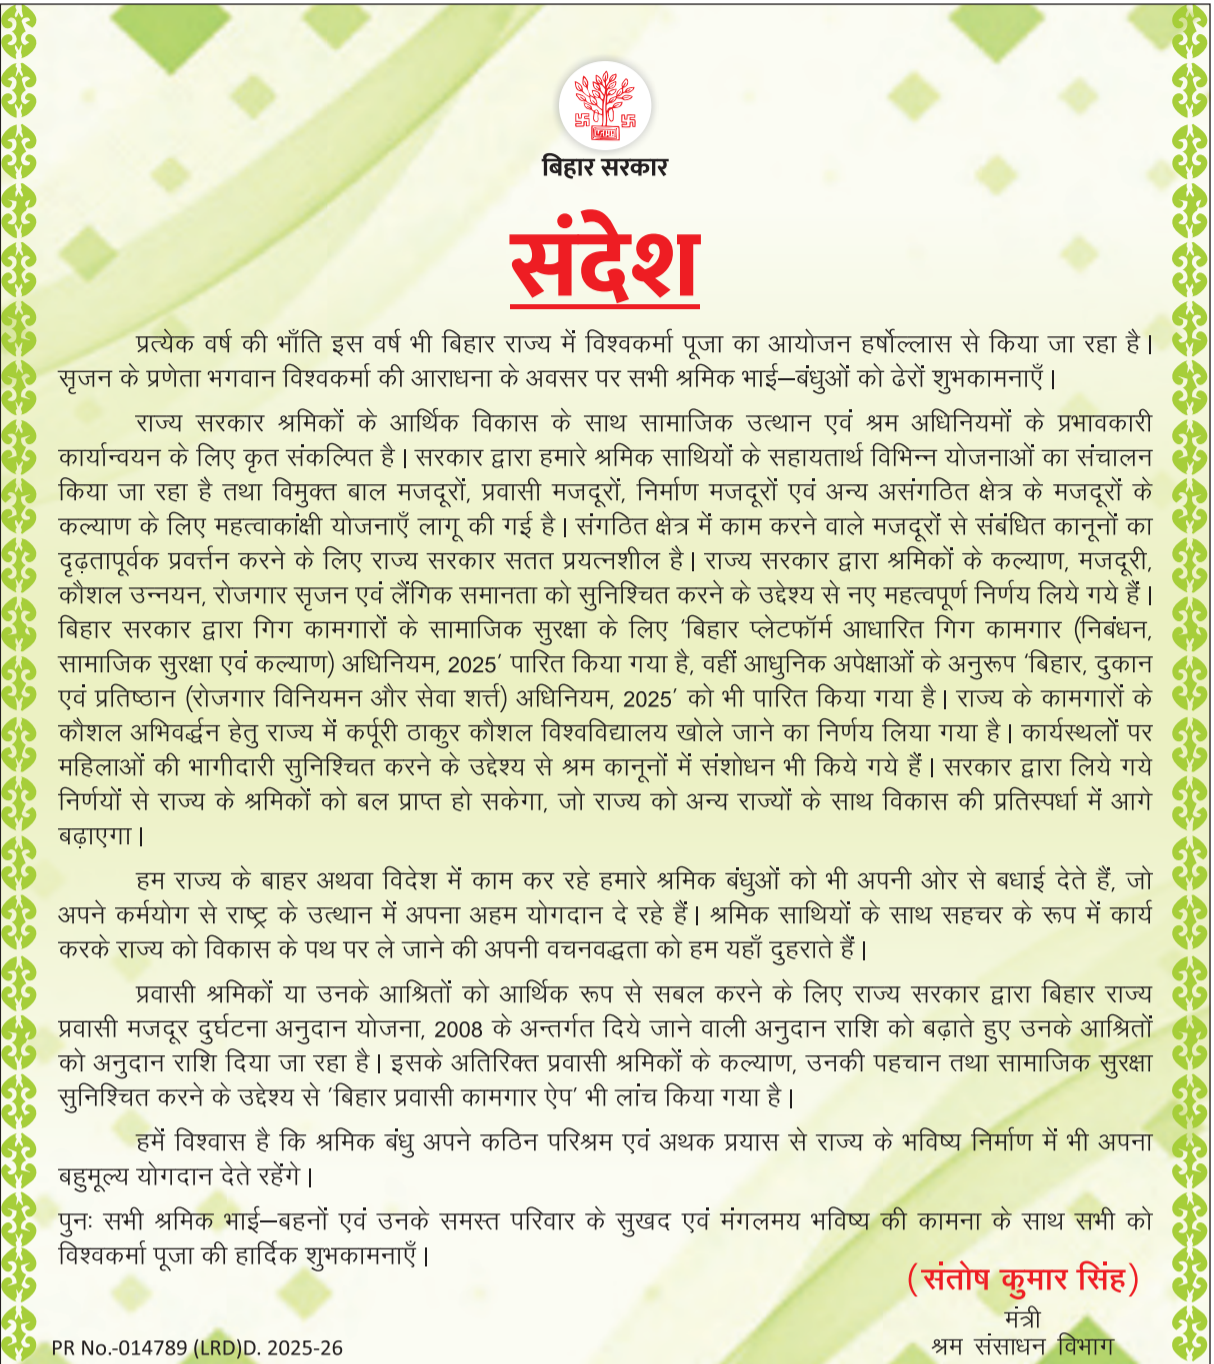 बिहार सरकार
संदेश
प्रत्येक वर्ष की भाँति इस वर्ष भी बिहार राज्य में विश्वकर्मा पूजा का आयोजन हर्षोल्लास से किया जा रहा है।
सृजन के प्रणेता भगवान विश्वकर्मा की आराधना के अवसर पर सभी श्रमिक भाई–बंधुओं को ढेरों शुभकामनाएँ।
राज्य सरकार श्रमिकों के आर्थिक विकास के साथ सामाजिक उत्थान एवं श्रम अधिनियमों के प्रभावकारी
कार्यान्वयन के लिए कृत संकल्पित है। सरकार द्वारा हमारे श्रमिक साथियों के सहायतार्थ विभिन्न योजनाओं का संचालन
किया जा रहा है तथा विमुक्त बाल मजदूरों, प्रवासी मजदूरों, निर्माण मजदूरों एवं अन्य असंगठित क्षेत्र के मजदूरों के
कल्याण के लिए महत्वाकांक्षी योजनाएँ लागू की गई है। संगठित क्षेत्र में काम करने वाले मजदूरों से संबंधित कानूनों का
दृढ़तापूर्वक प्रवर्त्तन करने के लिए राज्य सरकार सतत प्रयत्नशील है। राज्य सरकार द्वारा श्रमिकों के कल्याण, मजदूरी,
कौशल उन्नयन, रोजगार सृजन एवं लैंगिक समानता को सुनिश्चित करने के उद्देश्य से नए महत्वपूर्ण निर्णय लिये गये हैं।
बिहार सरकार द्वारा गिग कामगारों के सामाजिक सुरक्षा के लिए 'बिहार प्लेटफॉर्म आधारित गिग कामगार (निबंधन,
सामाजिक सुरक्षा एवं कल्याण) अधिनियम, 2025' पारित किया गया है, वहीं आधुनिक अपेक्षाओं के अनुरूप 'बिहार, दुकान
एवं प्रतिष्ठान (रोजगार विनियमन और सेवा शर्त्त) अधिनियम, 2025' को भी पारित किया गया है। राज्य के कामगारों के
कौशल अभिवर्द्धन हेतु राज्य में कर्पूरी ठाकुर कौशल विश्वविद्यालय खोले जाने का निर्णय लिया गया है। कार्यस्थलों पर
महिलाओं की भागीदारी सुनिश्चित करने के उद्देश्य से श्रम कानूनों में संशोधन भी किये गये हैं। सरकार द्वारा लिये गये
निर्णयों से राज्य के श्रमिकों को बल प्राप्त हो सकेगा, जो राज्य को अन्य राज्यों के साथ विकास की प्रतिस्पर्धा में आगे
बढ़ाएगा।
हम राज्य के बाहर अथवा विदेश में काम कर रहे हमारे श्रमिक बंधुओं को भी अपनी ओर से बधाई देते हैं, जो
अपने कर्मयोग से राष्ट्र के उत्थान में अपना अहम योगदान दे रहे हैं। श्रमिक साथियों के साथ सहचर के रूप में कार्य
करके राज्य को विकास के पथ पर ले जाने की अपनी वचनवद्धता को हम यहाँ दुहराते हैं।
प्रवासी श्रमिकों या उनके आश्रितों को आर्थिक रूप से सबल करने के लिए राज्य सरकार द्वारा बिहार राज्य
प्रवासी मजदूर दुर्घटना अनुदान योजना, 2008 के अन्तर्गत दिये जाने वाली अनुदान राशि को बढ़ाते हुए उनके आश्रितों
को अनुदान राशि दिया जा रहा है। इसके अतिरिक्त प्रवासी श्रमिकों के कल्याण, उनकी पहचान तथा सामाजिक सुरक्षा
सुनिश्चित करने के उद्देश्य से 'बिहार प्रवासी कामगार ऐप' भी लांच किया गया है।
हमें विश्वास है कि श्रमिक बंधु अपने कठिन परिश्रम एवं अथक प्रयास से राज्य के भविष्य निर्माण में भी अपना
बहुमूल्य योगदान देते रहेंगे।
पुनः सभी श्रमिक भाई–बहनों एवं उनके समस्त परिवार के सुखद एवं मंगलमय भविष्य की कामना के साथ सभी को
विश्वकर्मा पूजा की हार्दिक शुभकामनाएँ।
(संतोष कुमार सिंह)
मंत्री
श्रम संसाधन विभाग
PR No.-014789 (LRD)D. 2025-26